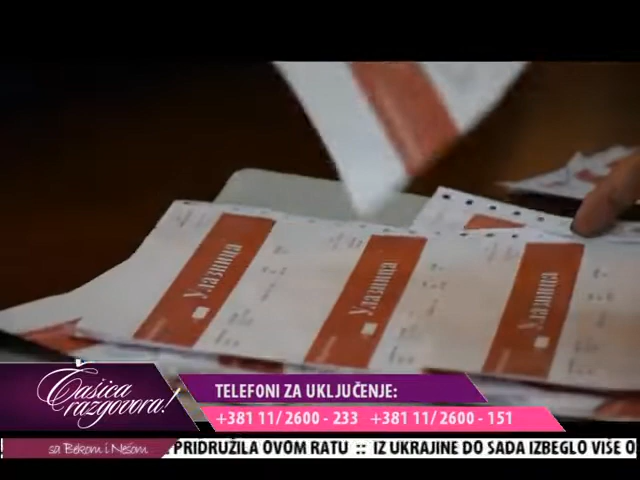 Улазница
Улазница
Улазница
Čašica
razgovora!
TELEFONI ZA UKLJUČENJE:
+381 11/ 2600 - 233 +381 11/ 2600 - 151
sa Bekom i Nešom
PRIDRUŽILA OVOM RATU :: IZ UKRAJINE DO SADA IZBEGLO VIŠE O